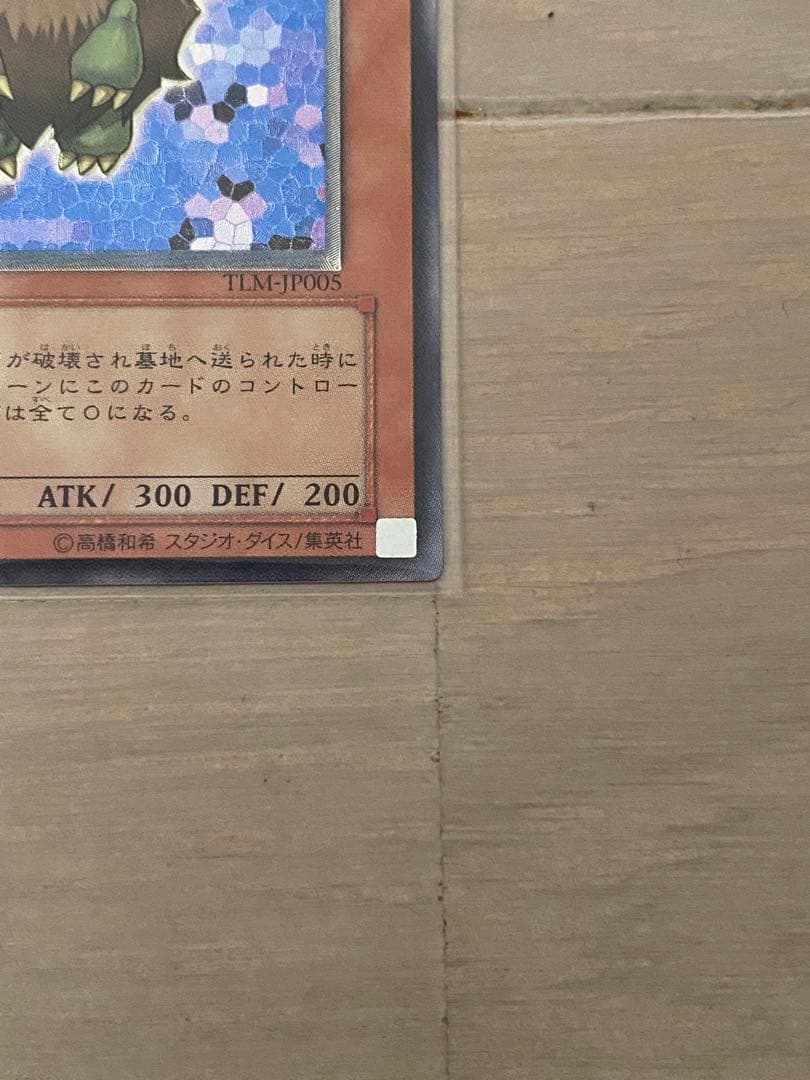 TLM-JP005
が破壊され墓地へ送られた時に
ーンにこのカードのコントロー
は全て０になる。
ATK/ 300 DEF/ 200
©高橋和希 スタジオ・ダイス/集英社